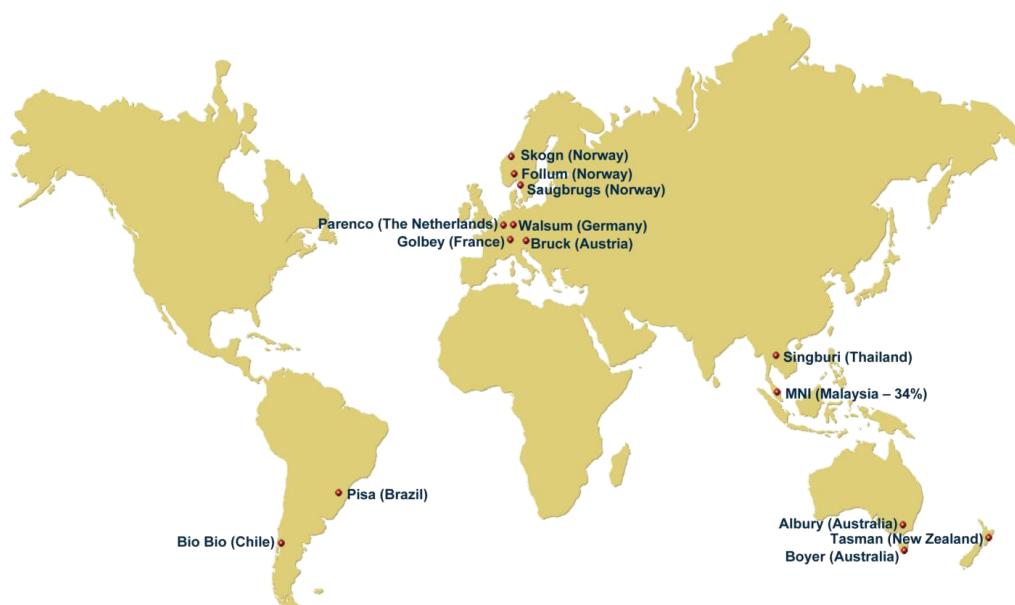 Skogn (Norway)
Follum (Norway)
Saugbrugs (Norway)
Parenco (The Netherlands)
Walsum (Germany)
Golbey (France)
Bruck (Austria)
Singburi (Thailand)
MNI (Malaysia – 34%)
Pisa (Brazil)
Albury (Australia)
Tasman (New Zealand)
Bio Bio (Chile)
Boyer (Australia)